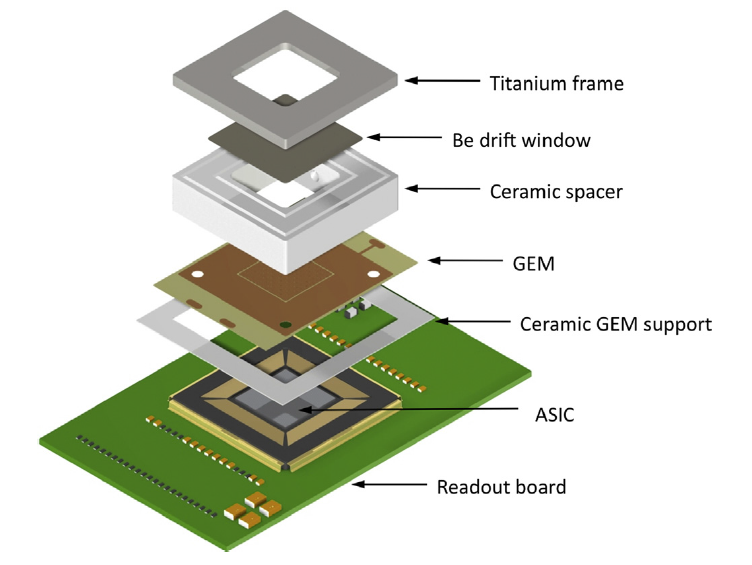 Titanium frame
Be drift window
Ceramic spacer
GEM
Ceramic GEM support
ASIC
Readout board